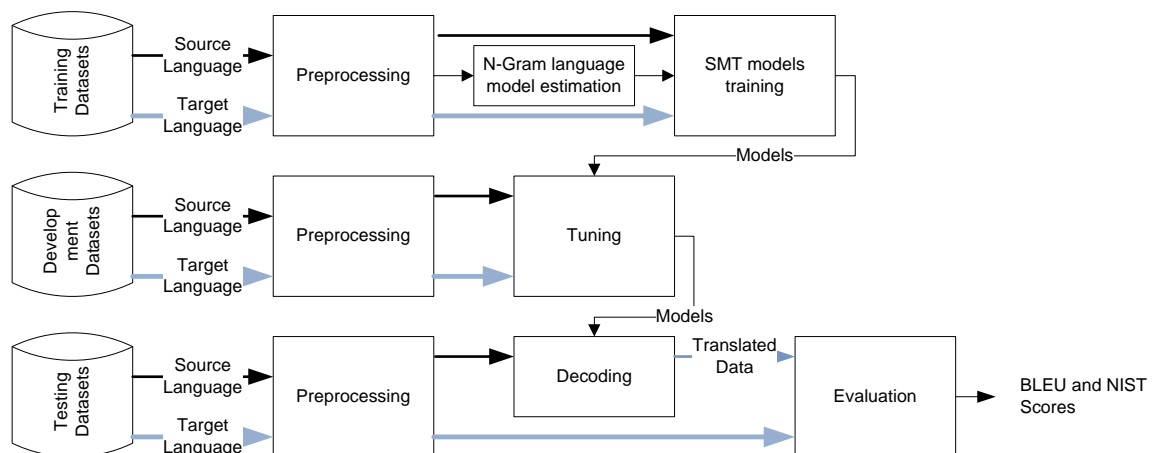 Training
Datasets
Source
Language
Target
Language
Preprocessing
N-Gram language
model estimation
SMT models
training
Models
Develop
ment
Datasets
Source
Language
Target
Language
Preprocessing
Tuning
Models
Testing
Datasets
Source
Language
Target
Language
Preprocessing
Decoding
Translated
Data
Evaluation
BLEU and NIST
Scores